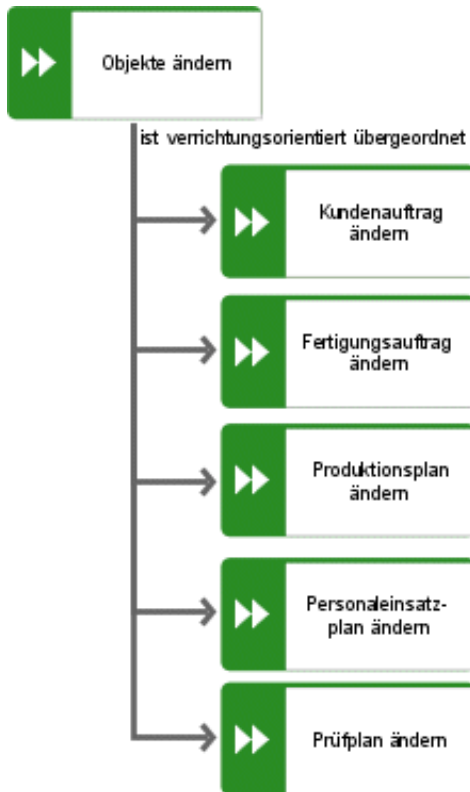 Objekte ändern
ist verrichtungsorientiert übergeordnet
Kundenauftrag
ändern
Fertigungsauftrag
ändern
Produktionsplan
ändern
Personaleinsatz-
plan ändern
Prüfplan ändern